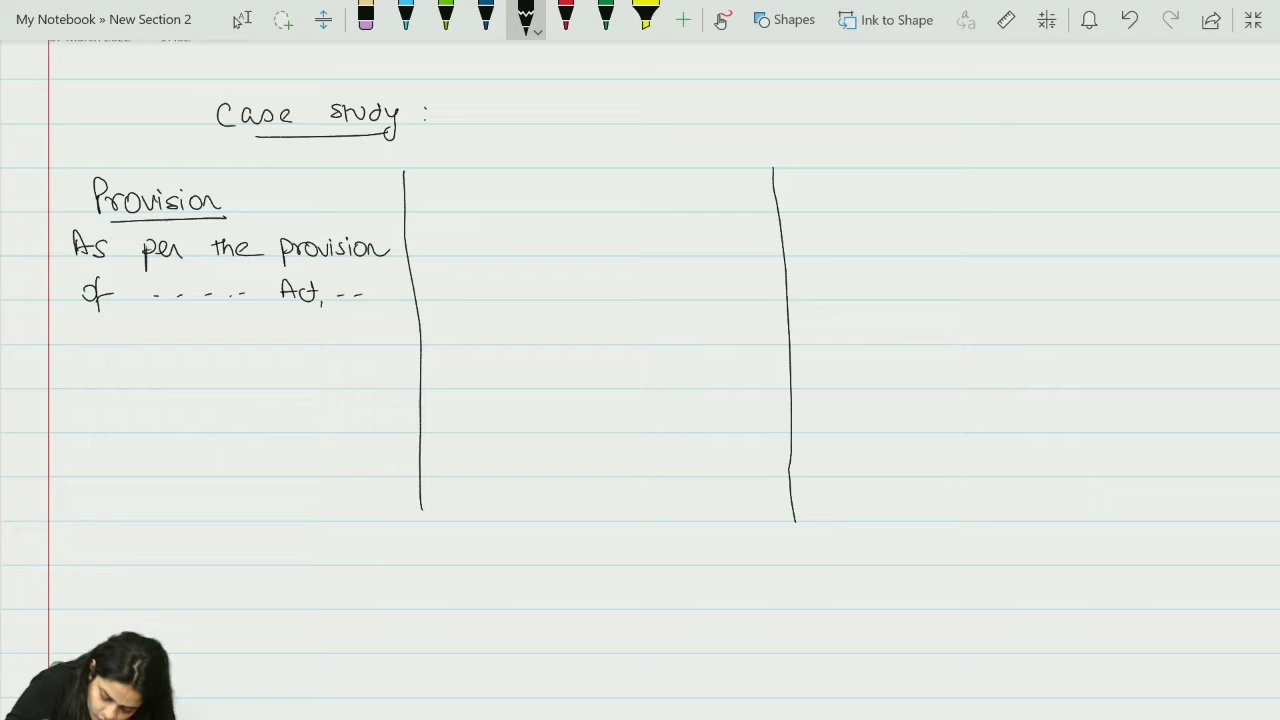 My Notebook » New Section 2
Shapes
Ink to Shape
Case study :
Provision
As per the provision
of ----- Act, --